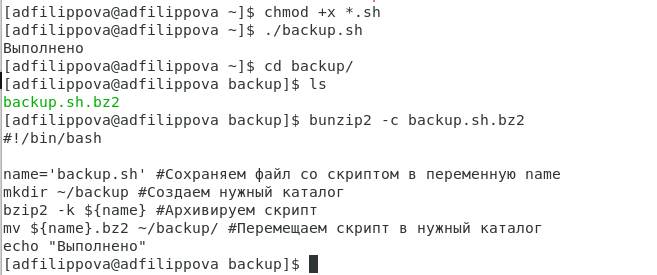 [adfilippova@adfilippova ~]$ chmod +x *.sh
[adfilippova@adfilippova ~]$ ./backup.sh
Выполнено
[adfilippova@adfilippova ~]$ cd backup/
[adfilippova@adfilippova backup]$ ls
backup.sh.bz2
[adfilippova@adfilippova backup]$ bunzip2 -c backup.sh.bz2
#!/bin/bash
name='backup.sh' #Сохраняем файл со скриптом в переменную name
mkdir ~/backup #Создаем нужный каталог
bzip2 -k ${name} #Архивируем скрипт
mv ${name}.bz2 ~/backup/ #Перемещаем скрипт в нужный каталог
echo "Выполнено"
[adfilippova@adfilippova backup]$